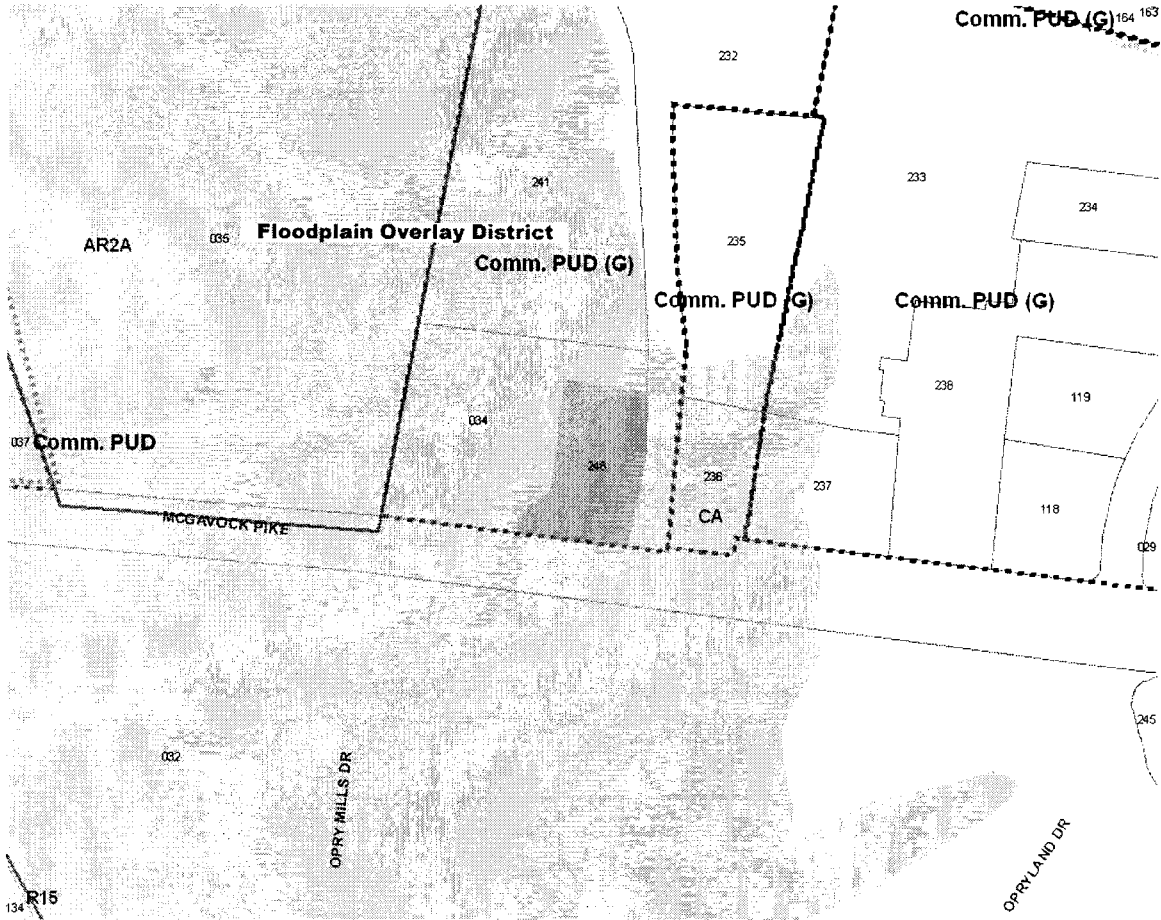 Comm. PUD (G)
164 163
232
233
241
234
Floodplain Overlay District
AR2A
035
235
Comm. PUD (G)
Comm. PUD (G)
Comm. PUD (G)
238
119
034
037 Comm. PUD
246
236
237
CA
118
MCGAVOCK PIKE
029
245
032
OPRY MILLS DR
OPRYLAND DR
R15
134